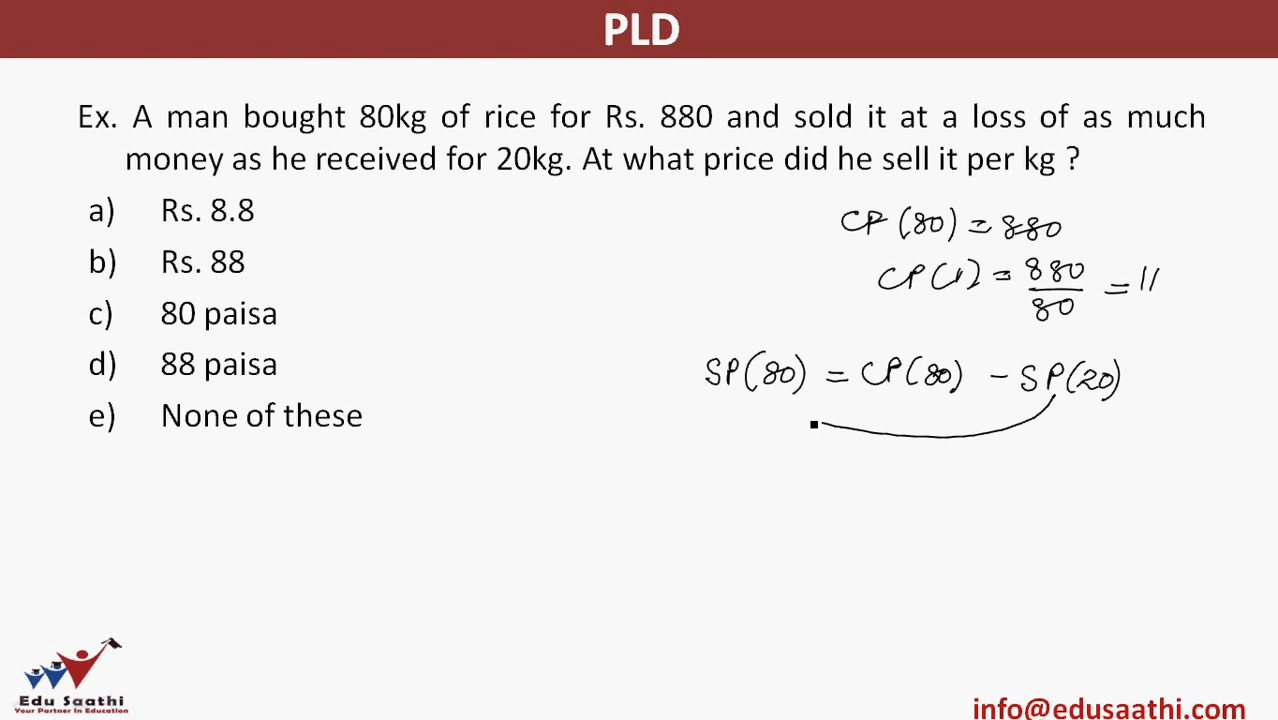 PLD
Ex. A man bought 80kg of rice for Rs. 880 and sold it at a loss of as much
money as he received for 20kg. At what price did he sell it per kg ?
a) Rs. 8.8
b) Rs. 88
c) 80 paisa
d) 88 paisa
e) None of these
CP (80) = 880
CP (1) = 880/80 = 11
SP(80) = CP(80) - SP(20)
Edu Saathi
Your Partner In Education
info@edusaathi.com